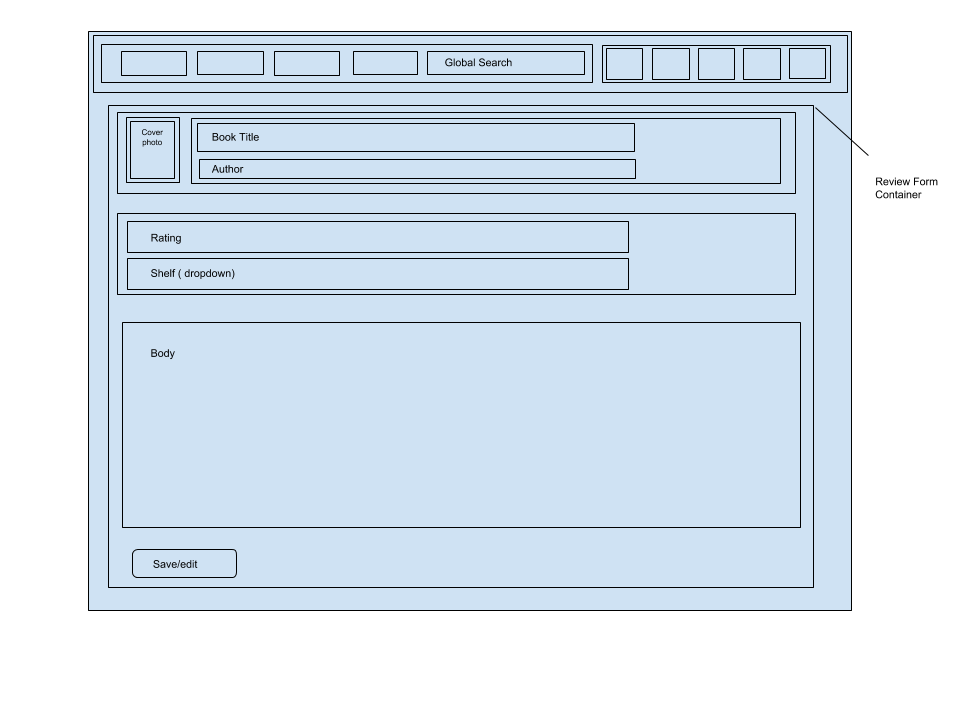 Global Search
Cover
photo
Book Title
Author
Review Form
Container
Rating
Shelf ( dropdown)
Body
Save/edit